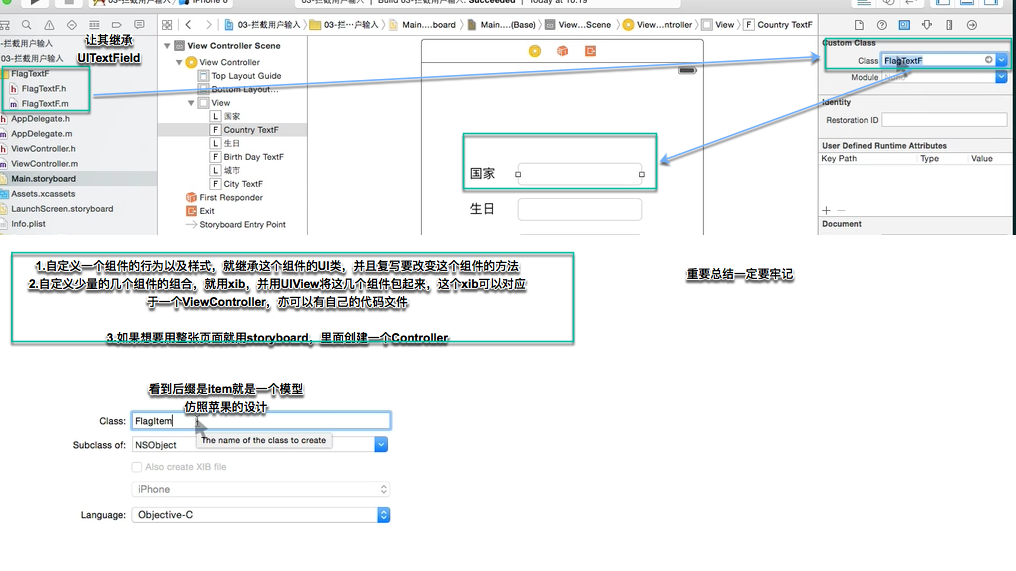 03-拦截用户入
iPhone 6
03-拦截用户输入 | Build 03-拦截用户输入: Succeeded | Today at 16:19
03-拦截用户输入 03-拦截···户输入 Main....board Main....(Base) View...Scene View...ntroller View F Country TextF
-拦截用户输入
03-拦截用户输入
FlagTextF
h FlagTextF.h
m FlagTextF.m
AppDelegate.h
AppDelegate.m
ViewController.h
ViewController.m
Main.storyboard
Assets.xcassets
LaunchScreen.storyboard
Info.plist
让其继承
UITextField
View Controller Scene
View Controller
Top Layout Guide
Bottom Layout...
View
L 国家
F Country TextF
L 生日
F Birth Day TextF
L 城市
F City TextF
First Responder
Exit
Storyboard Entry Point
国家
生日
Custom Class
Class FlagTextF
Module None
Identity
Restoration ID
User Defined Runtime Attributes
Key Path Type Value
Document
1.自定义一个组件的行为以及样式，就继承这个组件的UI类，并且复写要改变这个组件的方法
2.自定义少量的几个组件的组合，就用xib，并用UIView将这几个组件包起来，这个xib可以对应
于一个ViewController，亦可以有自己的代码文件
3.如果想要用整张页面就用storyboard，里面创建一个Controller
重要总结一定要牢记
看到后缀是item就是一个模型
仿照苹果的设计
Class: FlagItem
The name of the class to create
Subclass of: NSObject
Also create XIB file
iPhone
Language: Objective-C